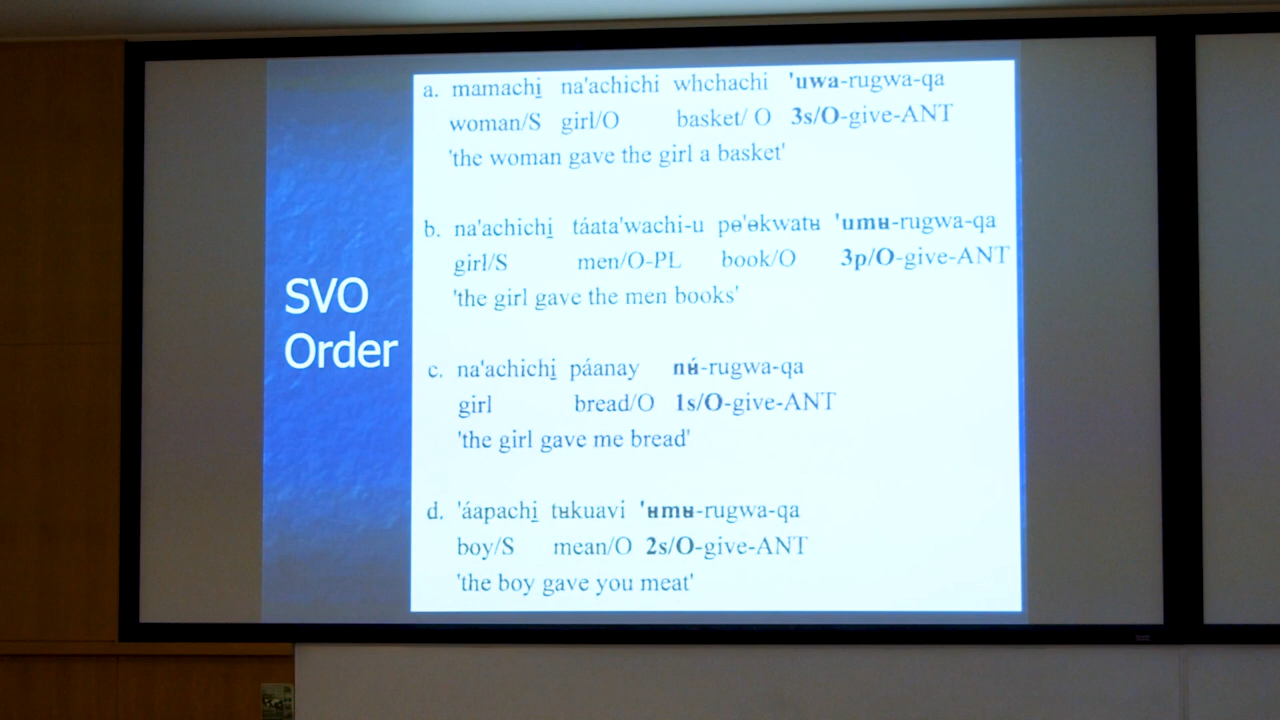 SVO
Order
a. mamachi̱ na'achichi whchachi 'uwa-rugwa-qa
woman/S girl/O basket/ O 3s/O-give-ANT
'the woman gave the girl a basket'
b. na'achichi̱ táata'wachi-u pɵ'ɵkwatʉ 'umʉ-rugwa-qa
girl/S men/O-PL book/O 3p/O-give-ANT
'the girl gave the men books'
c. na'achichi̱ páanay nʉ́-rugwa-qa
girl bread/O 1s/O-give-ANT
'the girl gave me bread'
d. 'áapachi̱ tʉkuavi 'ʉmʉ-rugwa-qa
boy/S mean/O 2s/O-give-ANT
'the boy gave you meat'